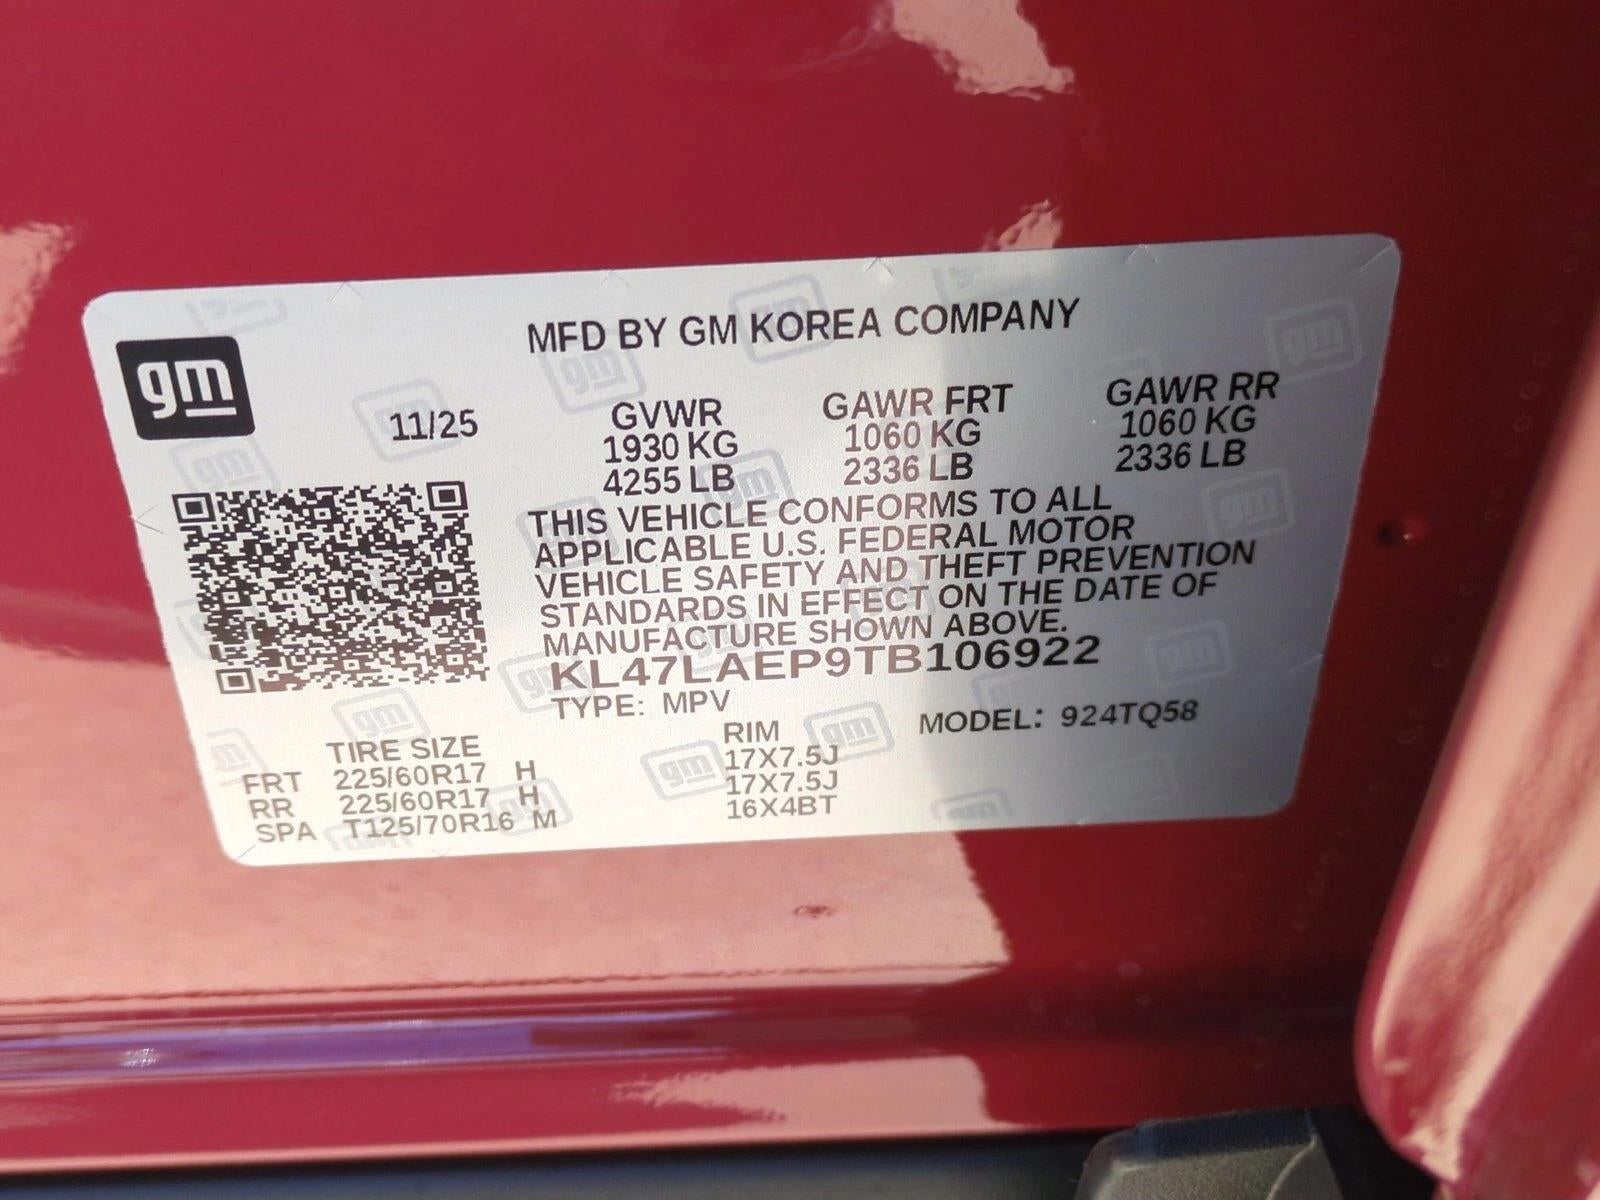 gm
MFD BY GM KOREA COMPANY
11/25
GVWR GAWR FRT GAWR RR
1930 KG 1060 KG 1060 KG
4255 LB 2336 LB 2336 LB
THIS VEHICLE CONFORMS TO ALL
APPLICABLE U.S. FEDERAL MOTOR
VEHICLE SAFETY AND THEFT PREVENTION
STANDARDS IN EFFECT ON THE DATE OF
MANUFACTURE SHOWN ABOVE.
KL47LAEP9TB106922
TYPE: MPV MODEL: 924TQ58
TIRE SIZE RIM
FRT 225/60R17 H 17X7.5J
RR 225/60R17 H 17X7.5J
SPA T125/70R16 M 16X4BT